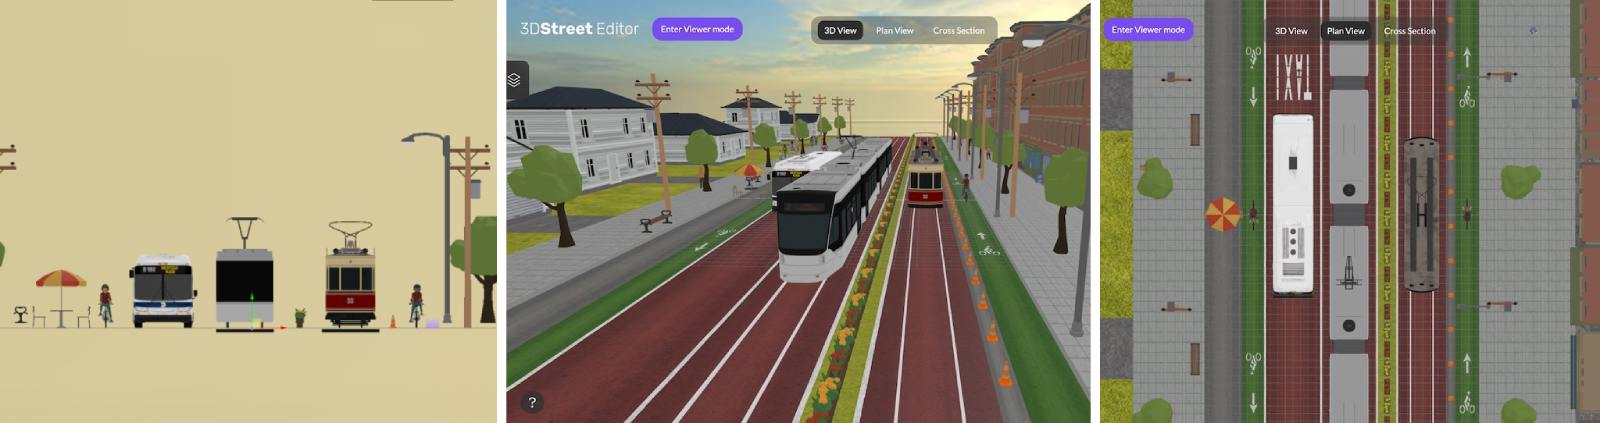 3DStreet Editor
Enter Viewer mode
3D View
Plan View
Cross Section
?
Enter Viewer mode
3D View
Plan View
Cross Section
TAXI